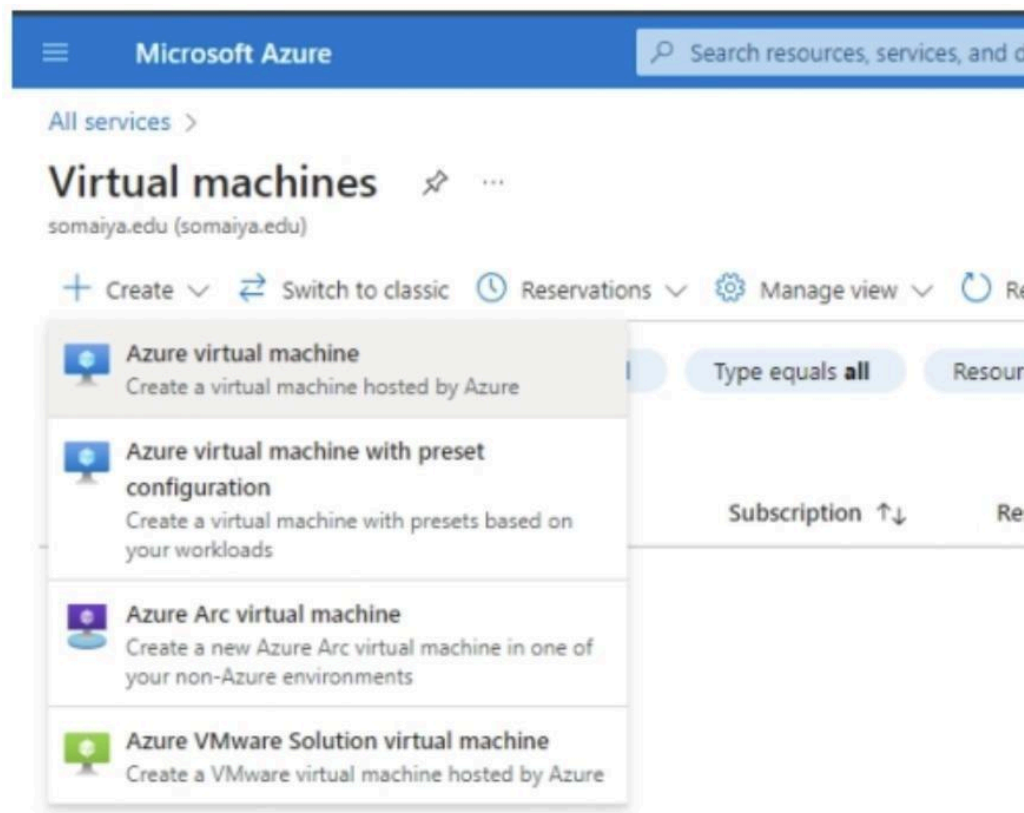 Microsoft Azure
Search resources, services, and
All services >
Virtual machines ...
somaiya.edu (somaiya.edu)
+ Create Switch to classic Reservations Manage view
Azure virtual machine
Create a virtual machine hosted by Azure
Type equals all
Azure virtual machine with preset
configuration
Create a virtual machine with presets based on
your workloads
Subscription ↑↓
Azure Arc virtual machine
Create a new Azure Arc virtual machine in one of
your non-Azure environments
Azure VMware Solution virtual machine
Create a VMware virtual machine hosted by Azure